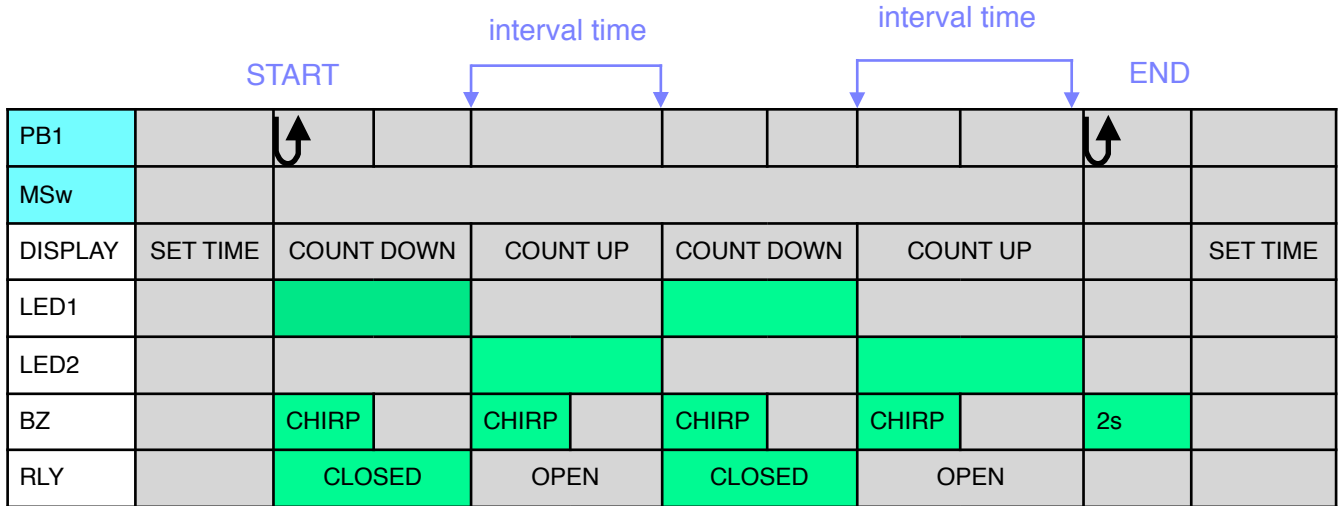 interval time
interval time
START
END
PB1
MSw
DISPLAY SET TIME COUNT DOWN COUNT UP COUNT DOWN COUNT UP SET TIME
LED1
LED2
BZ CHIRP CHIRP CHIRP CHIRP 2s
RLY CLOSED OPEN CLOSED OPEN